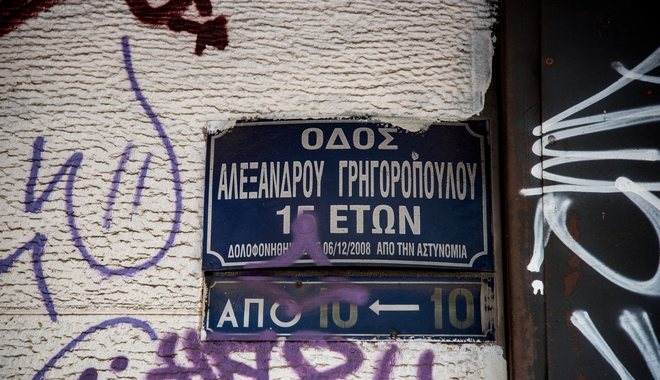 ΟΔΟΣ
ΑΛΕΞΑΝΔΡΟΥ ΓΡΗΓΟΡΟΠΟΥΛΟΥ
15 ΕΤΩΝ
06/12/2008 ΑΠΟ ΤΗΝ ΑΣΤΥΝΟΜΙΑ
ΑΠΟ 10 ← 10